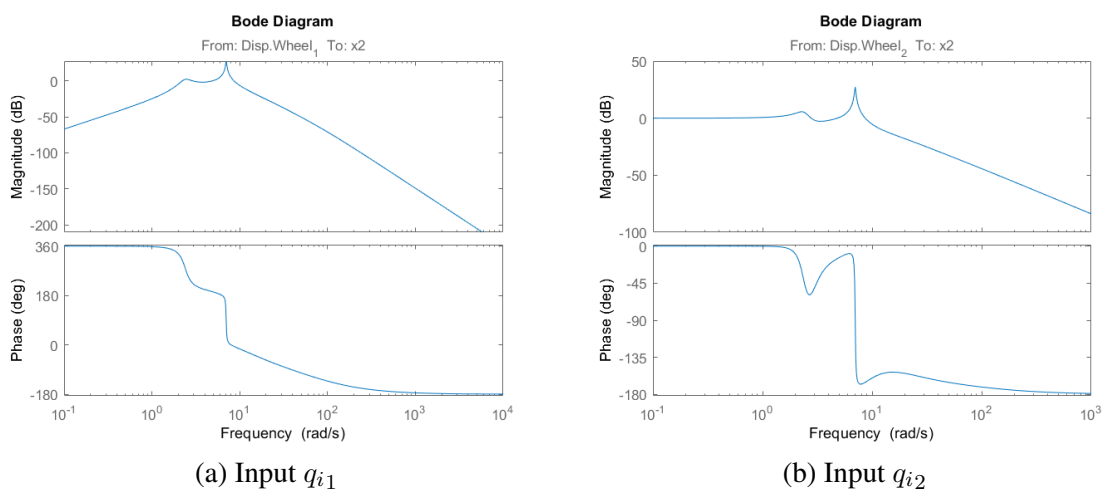 Bode Diagram
From: Disp.Wheel1 To: x2
Magnitude (dB)
0
-50
-100
-150
-200
Phase (deg)
360
180
0
-180
10^-1 10^0 10^1 10^2 10^3 10^4
Frequency (rad/s)
(a) Input qi1
Bode Diagram
From: Disp.Wheel2 To: x2
Magnitude (dB)
50
0
-50
-100
Phase (deg)
0
-45
-90
-135
-180
10^-1 10^0 10^1 10^2 10^3
Frequency (rad/s)
(b) Input qi2